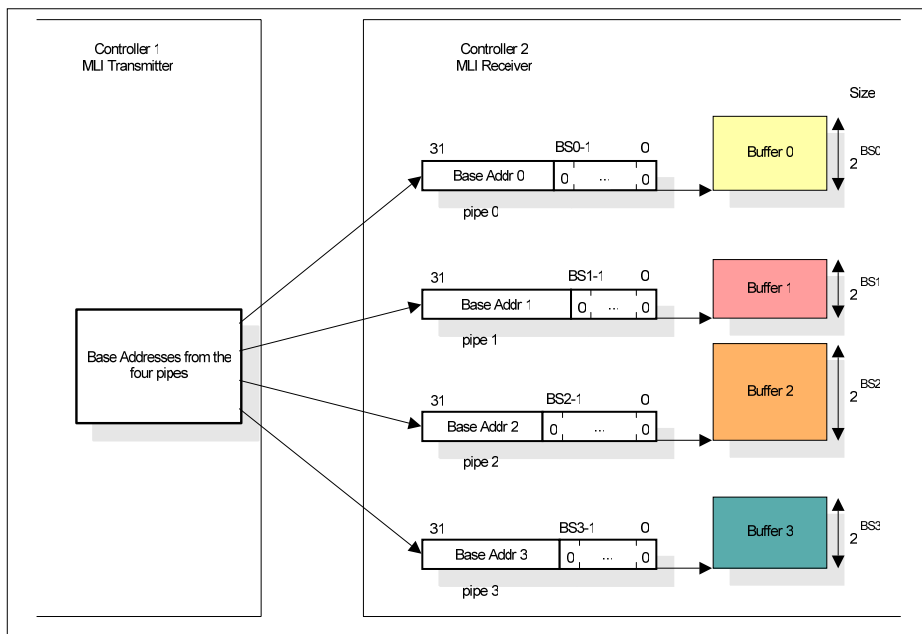 Controller 1
MLI Transmitter
Controller 2
MLI Receiver
Size
31
BS0-1
0
Base Addr 0
0
...
0
pipe 0
Buffer 0
2 BS0
31
BS1-1
0
Base Addr 1
0
...
0
pipe 1
Buffer 1
2 BS1
Base Addresses from the
four pipes
31
BS2-1
0
Base Addr 2
0
...
0
pipe 2
Buffer 2
2 BS2
31
BS3-1
0
Base Addr 3
0
...
0
pipe 3
Buffer 3
2 BS3